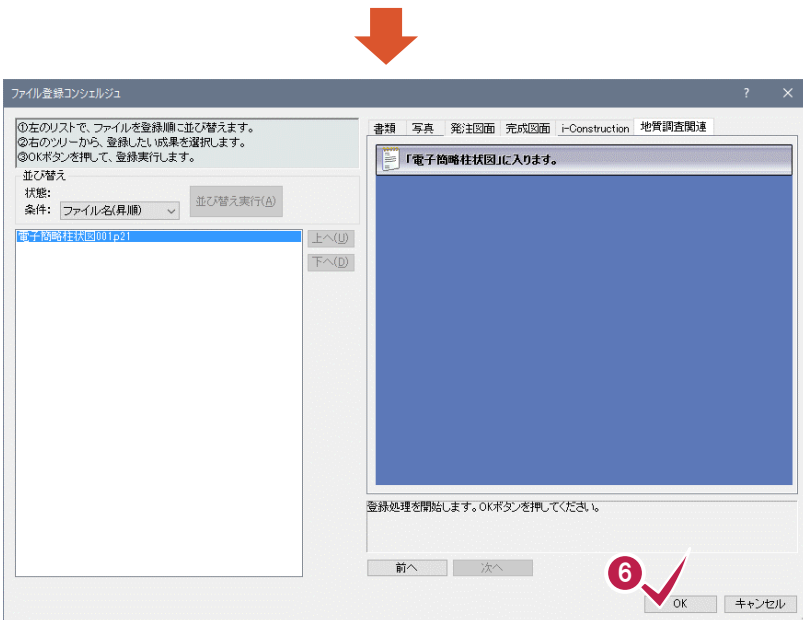 ファイル登録コンシェルジュ
①左のリストで、ファイルを登録順に並び替えます。
②右のツリーから、登録したい成果を選択します。
③OKボタンを押して、登録実行します。
並び替え
状態：
条件： ファイル名(昇順)
並び替え実行(A)
電子簡略柱状図001p21
上へ(U)
下へ(D)
書類 写真 発注図面 完成図面 i-Construction 地質調査関連
「電子簡略柱状図」に入ります。
登録処理を開始します。OKボタンを押してください。
前へ 次へ
6
OK キャンセル